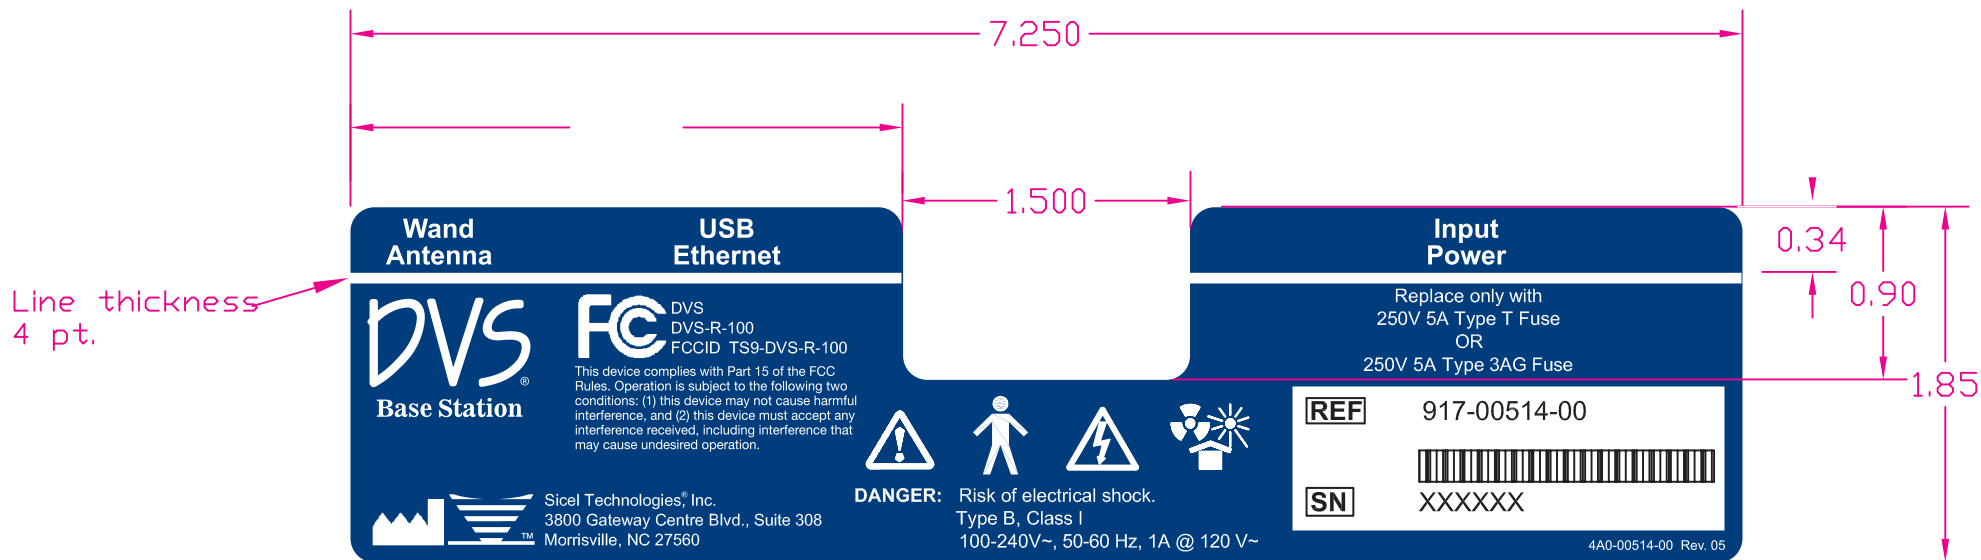 7.250
1.500
0.34
0.90
1.85
Line thickness
4 pt.
Wand
Antenna
USB
Ethernet
Input
Power
DVS®
Base Station
FC
DVS
DVS-R-100
FCCID TS9-DVS-R-100
This device complies with Part 15 of the FCC
Rules. Operation is subject to the following two
conditions: (1) this device may not cause harmful
interference, and (2) this device must accept any
interference received, including interference that
may cause undesired operation.
Replace only with
250V 5A Type T Fuse
OR
250V 5A Type 3AG Fuse
REF 917-00514-00
SN XXXXXX
TM
Sicel Technologies,® Inc.
3800 Gateway Centre Blvd., Suite 308
Morrisville, NC 27560
DANGER: Risk of electrical shock.
Type B, Class I
100-240V~, 50-60 Hz, 1A @ 120 V~
4A0-00514-00 Rev. 05